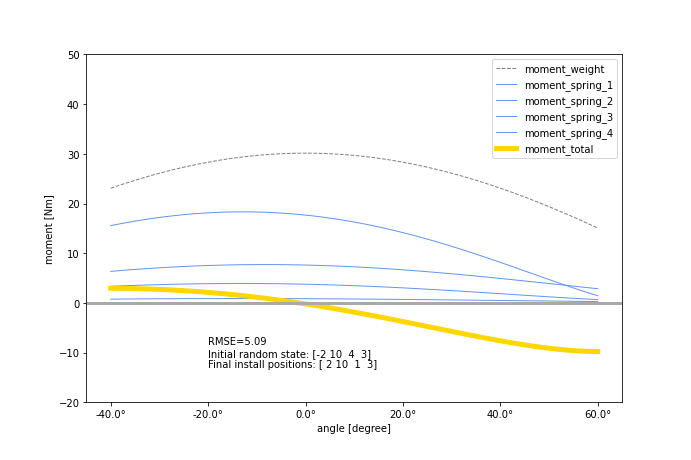 50
40
30
20
10
0
−10
−20
moment [Nm]
moment_weight
moment_spring_1
moment_spring_2
moment_spring_3
moment_spring_4
moment_total
RMSE=5.09
Initial random state: [-2 10  4  3]
Final install positions: [ 2 10  1  3]
-40.0° -20.0° 0.0° 20.0° 40.0° 60.0°
angle [degree]